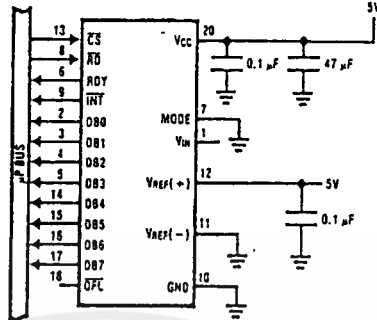 5V
13 CS VCC 20
8 RD 0.1 µF 47 µF
6 RDY
9 INT MODE 7
2 DB0 VIN 1
3 DB1
4 DB2
5 DB3 VREF(+) 12 5V
14 DB4
15 DB5 0.1 µF
16 DB6 VREF(-) 11
17 DB7
18 OFL GND 10
µP BUS